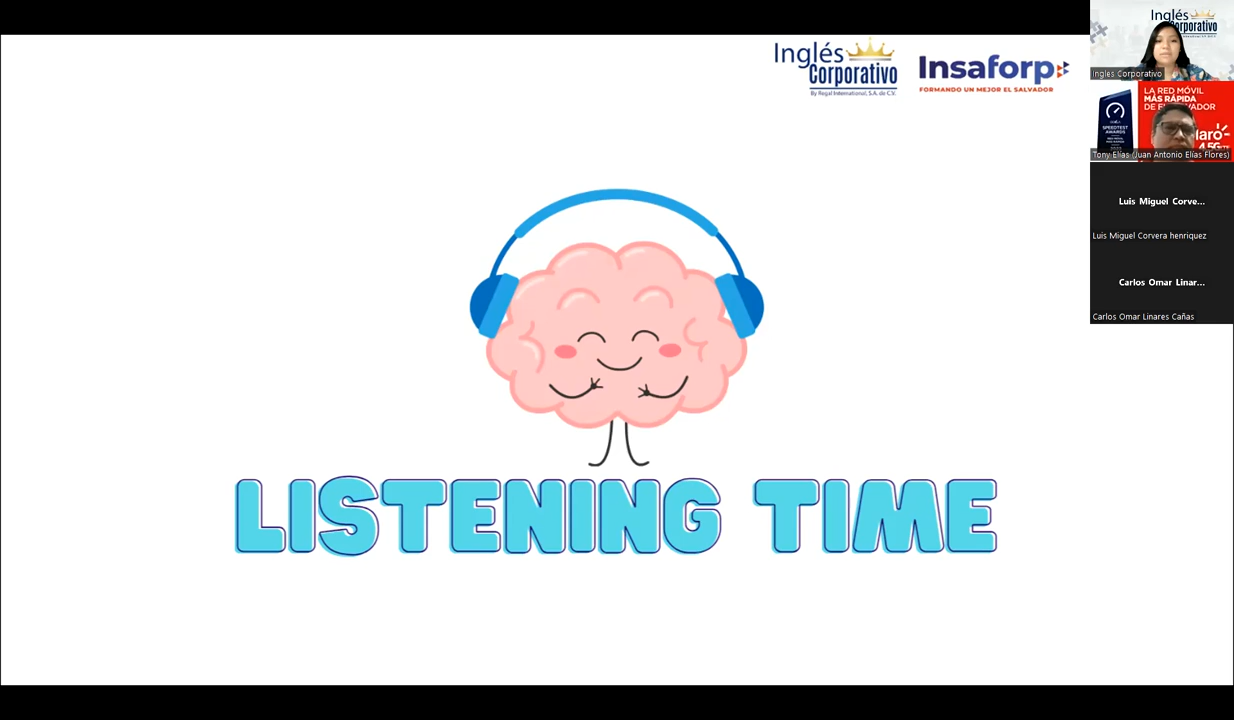 Inglés
Corporativo
By Regal International, S.A. de C.V.
Insaforp
FORMANDO UN MEJOR EL SALVADOR
LISTENING TIME
Inglés
Corporativo
Ingles Corporativo
LA RED MÓVIL
MÁS RÁPIDA
SPEEDTEST
AWARDS
4.5G
Tony Elías (Juan Antonio Elías Flores)
Luis Miguel Corve...
Luis Miguel Corvera henriquez
Carlos Omar Linar...
Carlos Omar Linares Cañas